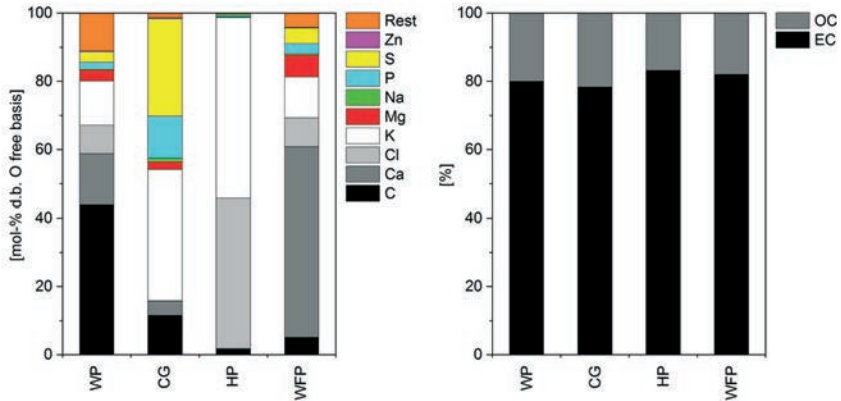 [mol-% d.b. O free basis]
100
80
60
40
20
0
WP
CG
HP
WFP
Rest
Zn
S
P
Na
Mg
K
Cl
Ca
C
[%]
100
80
60
40
20
0
WP
CG
HP
WFP
OC
EC